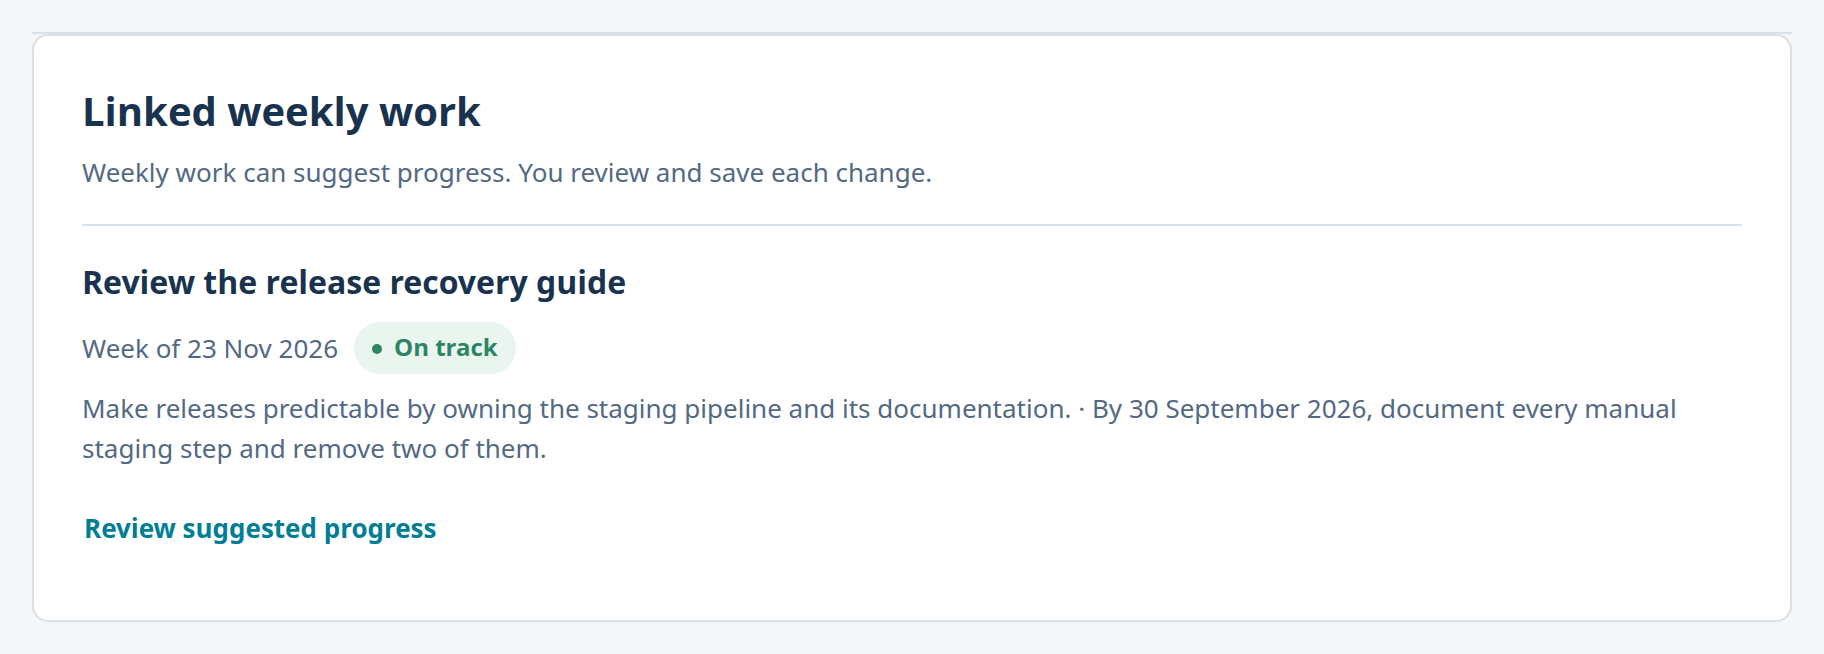 Linked weekly work
Weekly work can suggest progress. You review and save each change.
Review the release recovery guide
Week of 23 Nov 2026 On track
Make releases predictable by owning the staging pipeline and its documentation. · By 30 September 2026, document every manual
staging step and remove two of them.
Review suggested progress